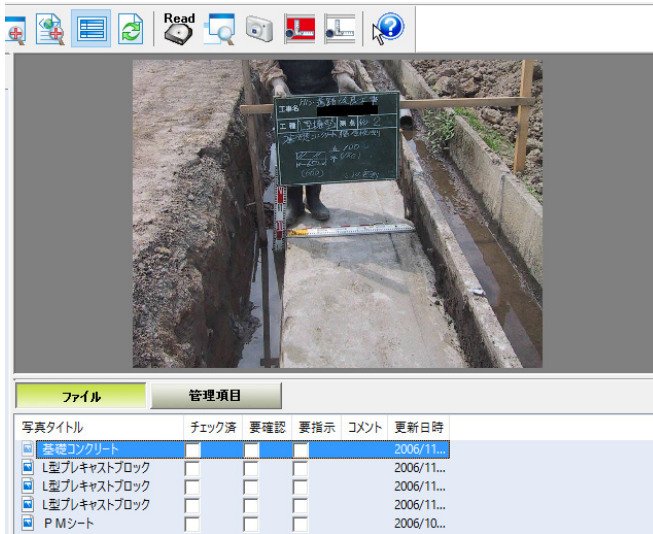 Read
工事名
工種 測点 No 2
100
(600)
ファイル 管理項目
写真タイトル チェック済 要確認 要指示 コメント 更新日時
基礎コンクリート 2006/11...
L型プレキャストブロック 2006/11...
L型プレキャストブロック 2006/11...
L型プレキャストブロック 2006/11...
ＰＭシート 2006/10...